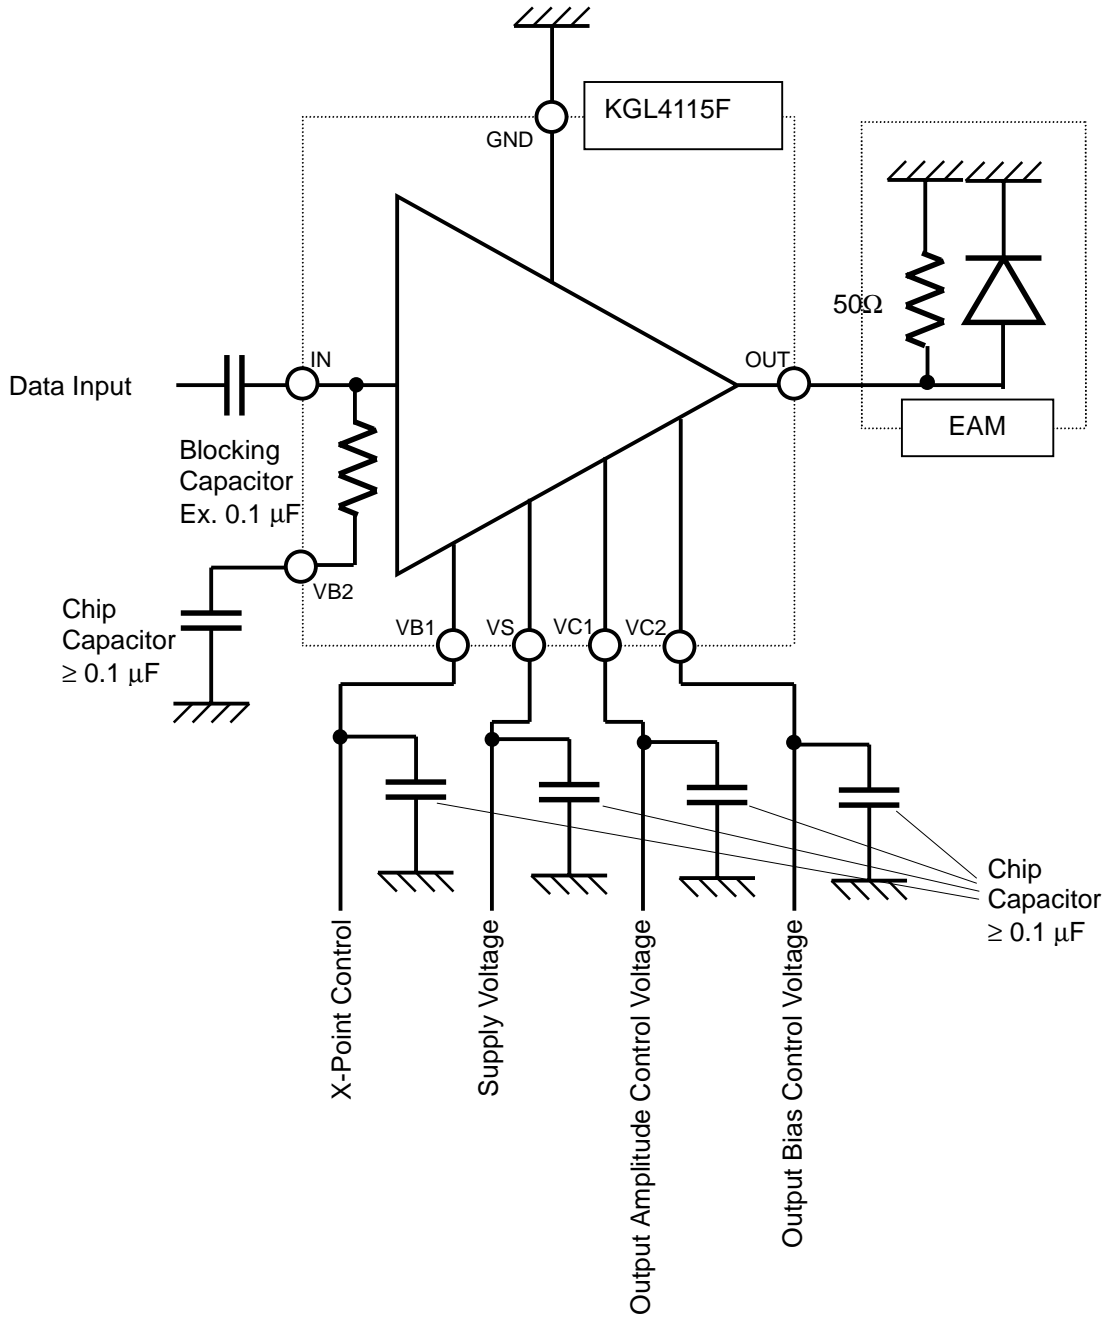 KGL4115F
GND
50Ω
IN
OUT
Data Input
EAM
Blocking
Capacitor
Ex. 0.1 μF
VB2
Chip
Capacitor
≥ 0.1 μF
VB1
VS
VC1
VC2
Chip
Capacitor
≥ 0.1 μF
X-Point Control
Supply Voltage
Output Amplitude Control Voltage
Output Bias Control Voltage